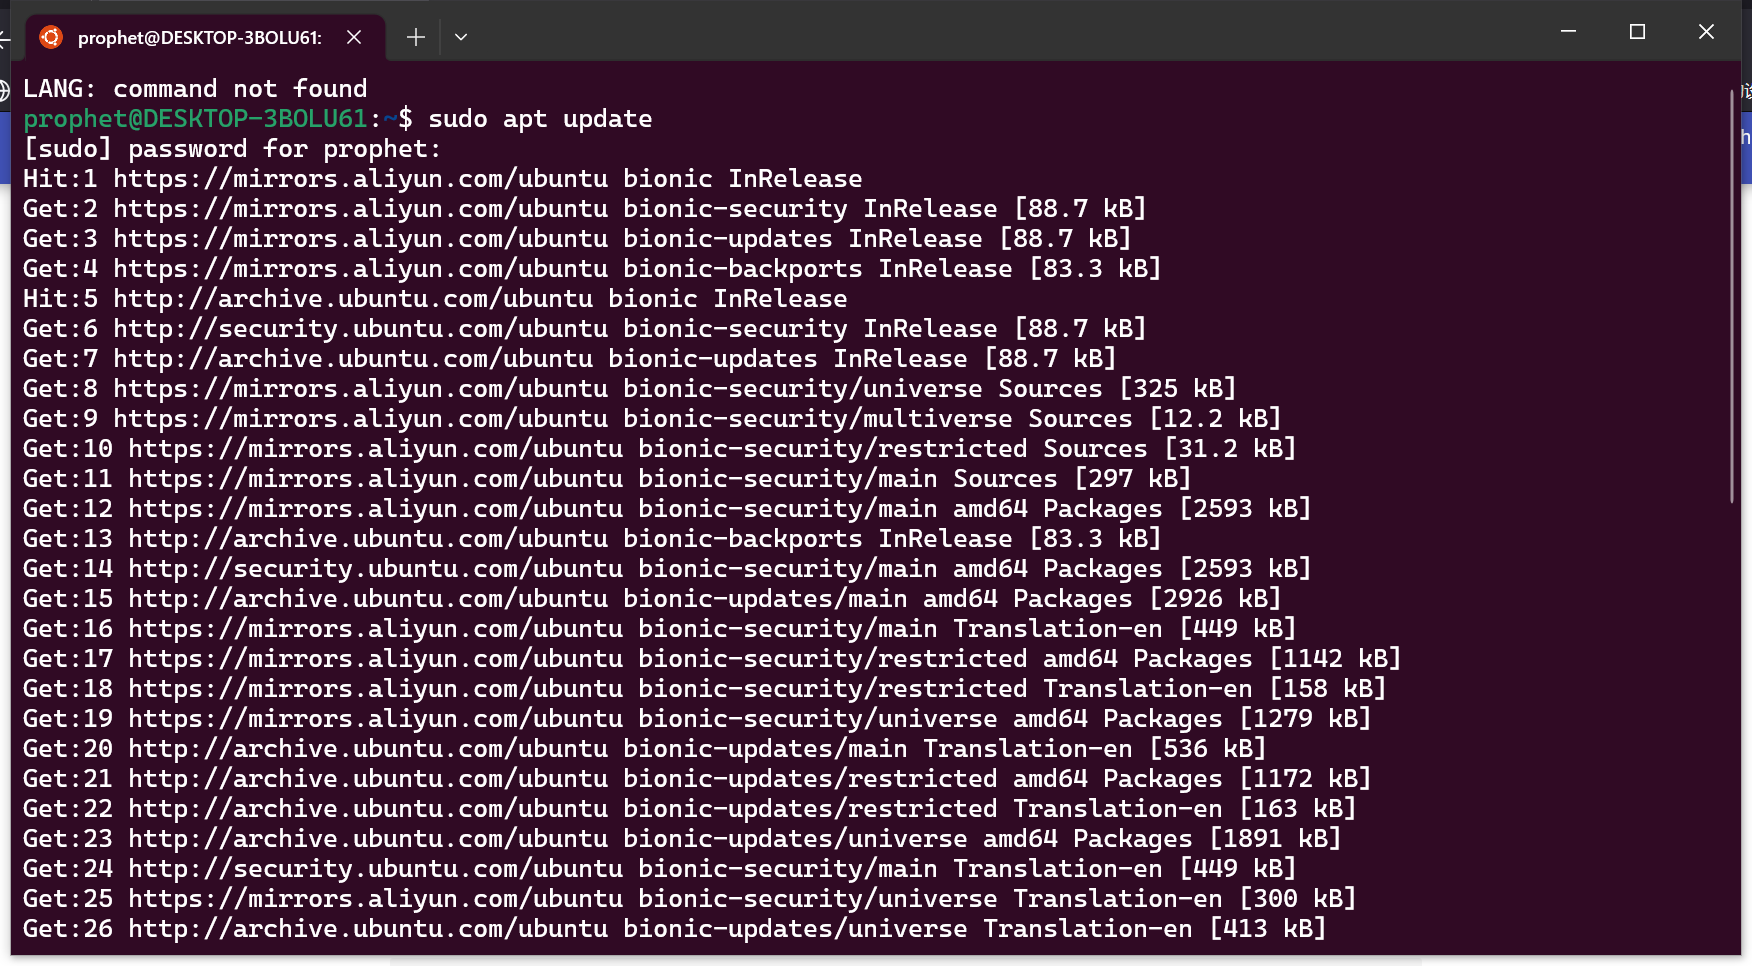 prophet@DESKTOP-3BOLU61:
LANG: command not found
prophet@DESKTOP-3BOLU61:~$ sudo apt update
[sudo] password for prophet:
Hit:1 https://mirrors.aliyun.com/ubuntu bionic InRelease
Get:2 https://mirrors.aliyun.com/ubuntu bionic-security InRelease [88.7 kB]
Get:3 https://mirrors.aliyun.com/ubuntu bionic-updates InRelease [88.7 kB]
Get:4 https://mirrors.aliyun.com/ubuntu bionic-backports InRelease [83.3 kB]
Hit:5 http://archive.ubuntu.com/ubuntu bionic InRelease
Get:6 http://security.ubuntu.com/ubuntu bionic-security InRelease [88.7 kB]
Get:7 http://archive.ubuntu.com/ubuntu bionic-updates InRelease [88.7 kB]
Get:8 https://mirrors.aliyun.com/ubuntu bionic-security/universe Sources [325 kB]
Get:9 https://mirrors.aliyun.com/ubuntu bionic-security/multiverse Sources [12.2 kB]
Get:10 https://mirrors.aliyun.com/ubuntu bionic-security/restricted Sources [31.2 kB]
Get:11 https://mirrors.aliyun.com/ubuntu bionic-security/main Sources [297 kB]
Get:12 https://mirrors.aliyun.com/ubuntu bionic-security/main amd64 Packages [2593 kB]
Get:13 http://archive.ubuntu.com/ubuntu bionic-backports InRelease [83.3 kB]
Get:14 http://security.ubuntu.com/ubuntu bionic-security/main amd64 Packages [2593 kB]
Get:15 http://archive.ubuntu.com/ubuntu bionic-updates/main amd64 Packages [2926 kB]
Get:16 https://mirrors.aliyun.com/ubuntu bionic-security/main Translation-en [449 kB]
Get:17 https://mirrors.aliyun.com/ubuntu bionic-security/restricted amd64 Packages [1142 kB]
Get:18 https://mirrors.aliyun.com/ubuntu bionic-security/restricted Translation-en [158 kB]
Get:19 https://mirrors.aliyun.com/ubuntu bionic-security/universe amd64 Packages [1279 kB]
Get:20 http://archive.ubuntu.com/ubuntu bionic-updates/main Translation-en [536 kB]
Get:21 http://archive.ubuntu.com/ubuntu bionic-updates/restricted amd64 Packages [1172 kB]
Get:22 http://archive.ubuntu.com/ubuntu bionic-updates/restricted Translation-en [163 kB]
Get:23 http://archive.ubuntu.com/ubuntu bionic-updates/universe amd64 Packages [1891 kB]
Get:24 http://security.ubuntu.com/ubuntu bionic-security/main Translation-en [449 kB]
Get:25 https://mirrors.aliyun.com/ubuntu bionic-security/universe Translation-en [300 kB]
Get:26 http://archive.ubuntu.com/ubuntu bionic-updates/universe Translation-en [413 kB]